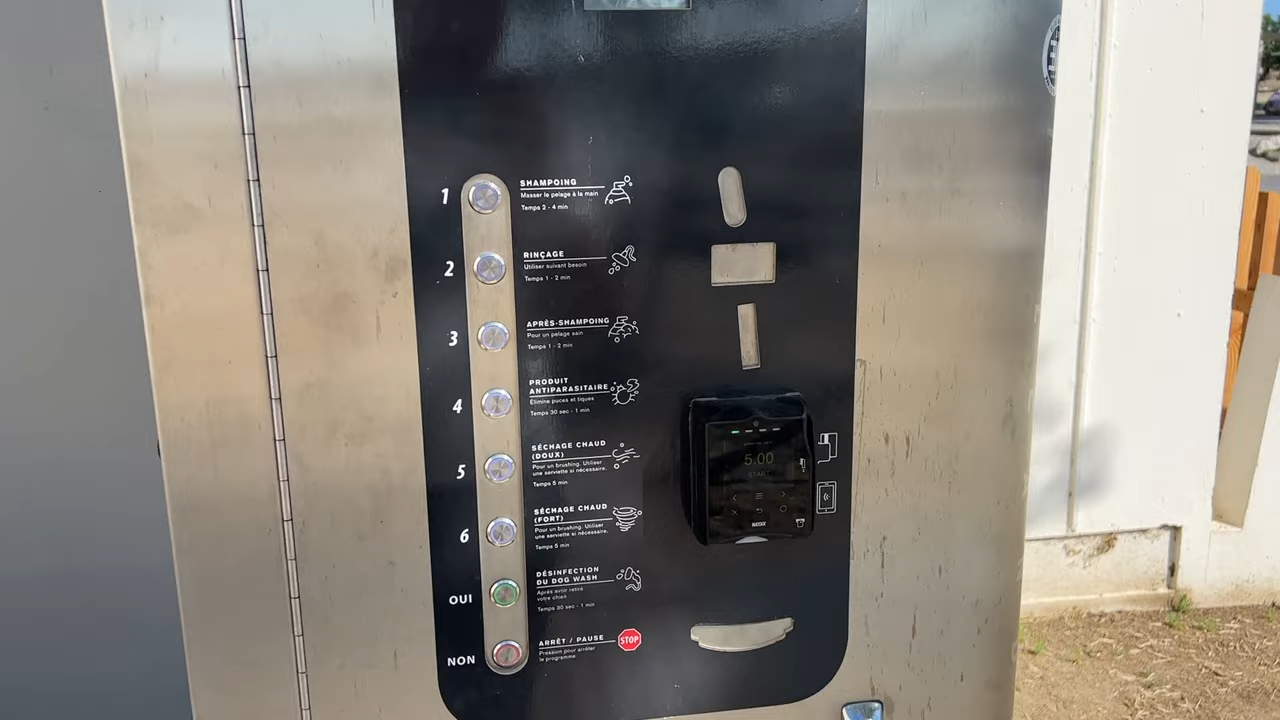 1
SHAMPOING
Masser le pelage à la main
Temps 2 - 4 min
2
RINÇAGE
Utiliser suivant besoin
Temps 1 - 2 min
3
APRÈS-SHAMPOING
Pour un pelage sain
Temps 1 - 2 min
4
PRODUIT
ANTIPARASITAIRE
Élimine puces et tiques
Temps 30 sec - 1 min
5
SÉCHAGE CHAUD
(DOUX)
Pour un brushing. Utiliser
une serviette si nécessaire.
Temps 5 min
6
SÉCHAGE CHAUD
(FORT)
Pour un brushing. Utiliser
une serviette si nécessaire.
Temps 5 min
OUI
DÉSINFECTION
DU DOG WASH
Après avoir retiré
votre chien
Temps 30 sec - 1 min
NON
ARRÊT / PAUSE
Pression pour arrêter
le programme
STOP
5.00
START
NAYAX